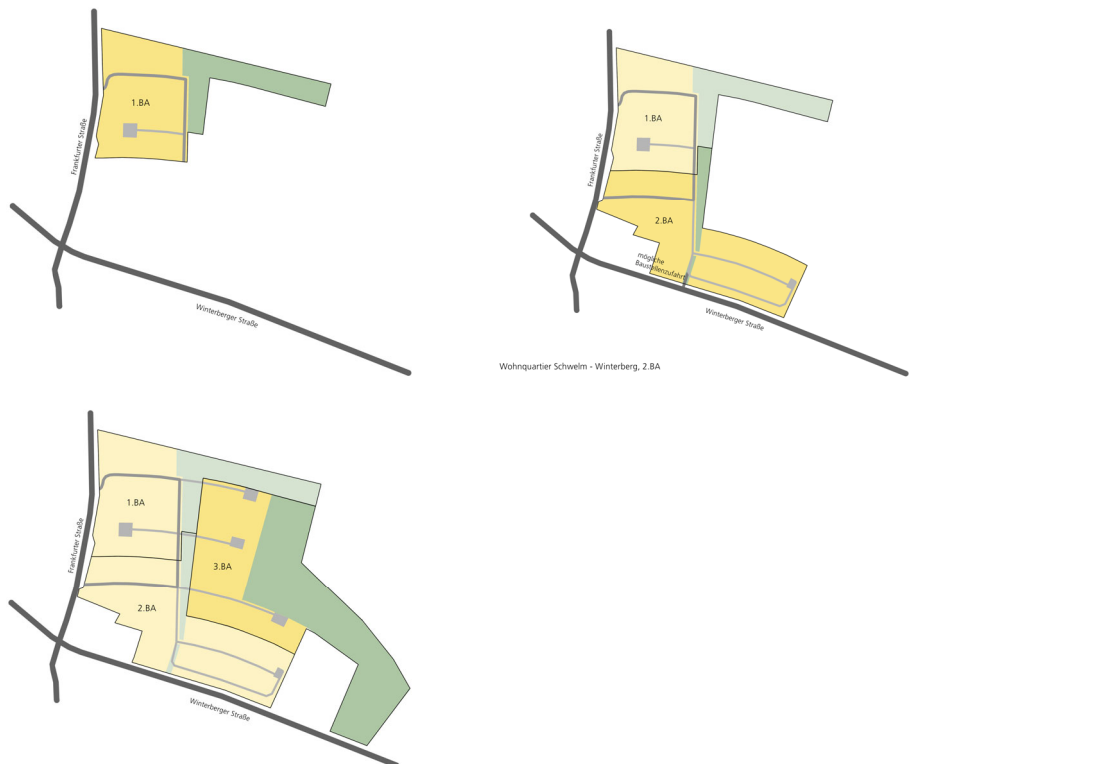 1.BA
Frankfurter Straße
Winterberger Straße
1.BA
Frankfurter Straße
2.BA
mögliche
Baustellenzufahrt
Winterberger Straße
Wohnquartier Schwelm - Winterberg, 2.BA
1.BA
Frankfurter Straße
3.BA
2.BA
Winterberger Straße